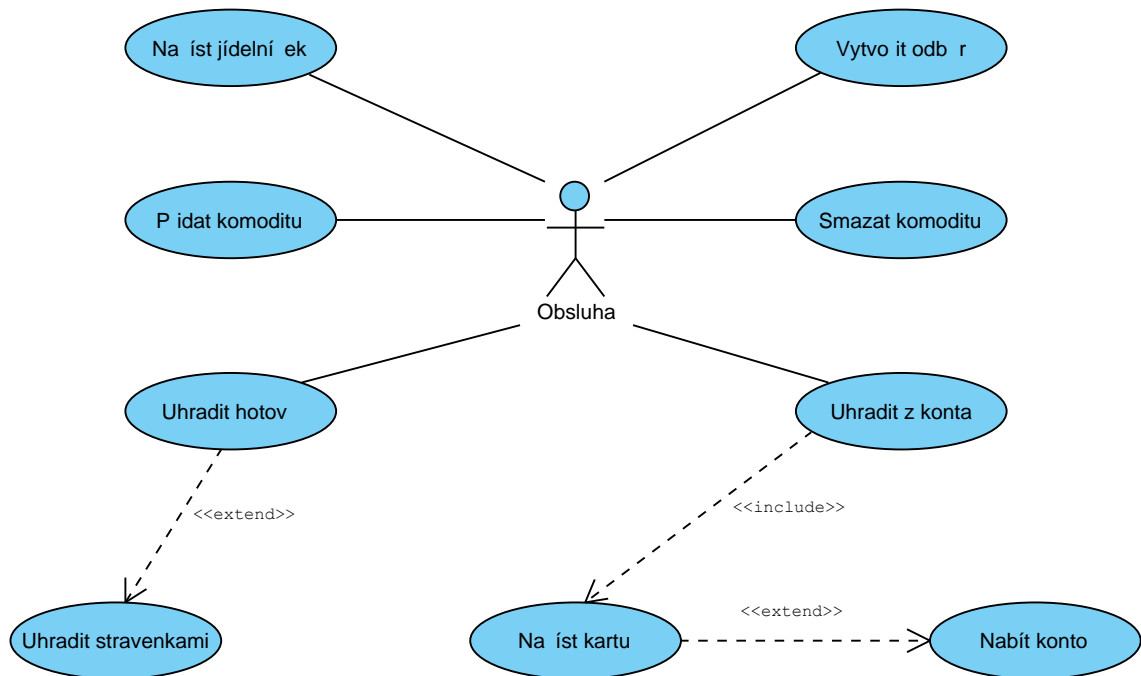 Na íst jídelní ek
Vytvo it odb r
P idat komoditu
Smazat komoditu
Obsluha
Uhradit hotov
Uhradit z konta
<<extend>>
<<include>>
Uhradit stravenkami
Na íst kartu
<<extend>>
Nabít konto